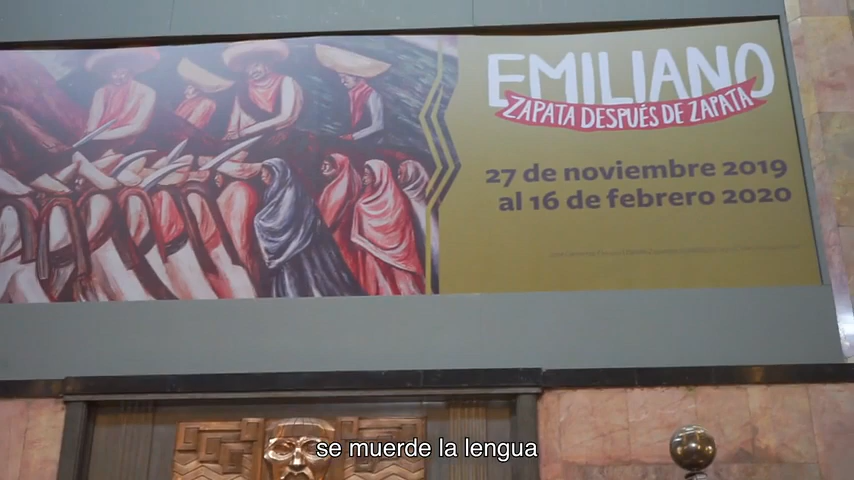 EMILIANO
ZAPATA DESPUÉS DE ZAPATA
27 de noviembre 2019
al 16 de febrero 2020
se muerde la lengua